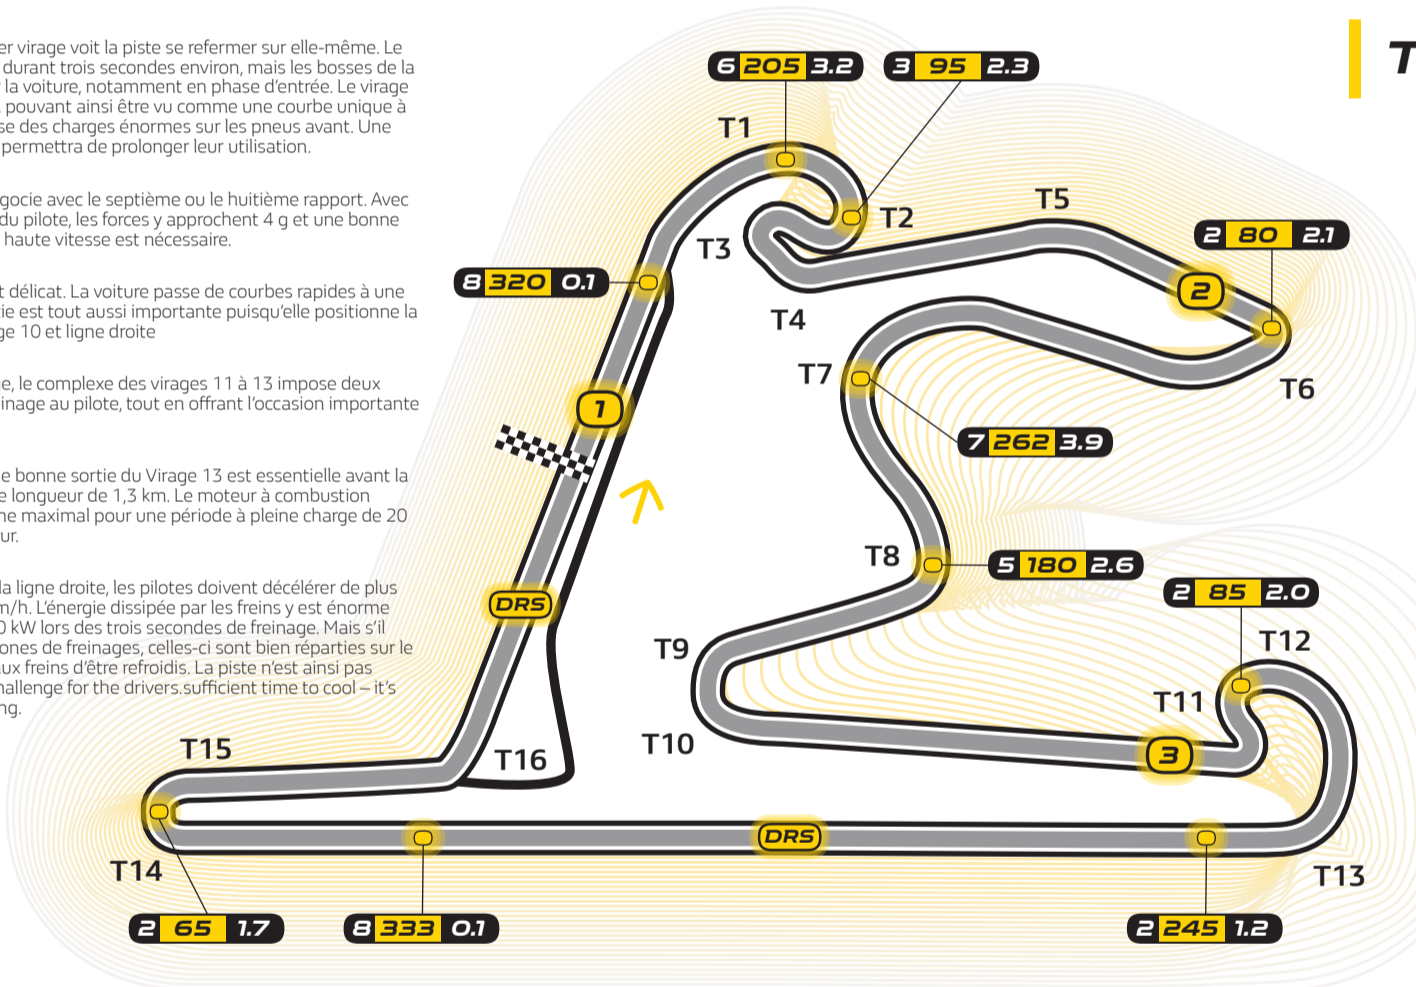 er virage voit la piste se refermer sur elle-même. Le
durant trois secondes environ, mais les bosses de la
la voiture, notamment en phase d'entrée. Le virage
pouvant ainsi être vu comme une courbe unique à
se des charges énormes sur les pneus avant. Une
permettra de prolonger leur utilisation.
gocie avec le septième ou le huitième rapport. Avec
du pilote, les forces y approchent 4 g et une bonne
haute vitesse est nécessaire.
t délicat. La voiture passe de courbes rapides à une
tie est tout aussi importante puisqu'elle positionne la
ge 10 et ligne droite
ge, le complexe des virages 11 à 13 impose deux
einage au pilote, tout en offrant l'occasion importante
e bonne sortie du Virage 13 est essentielle avant la
e longueur de 1,3 km. Le moteur à combustion
me maximal pour une période à pleine charge de 20
ur.
la ligne droite, les pilotes doivent décélérer de plus
m/h. L'énergie dissipée par les freins y est énorme
0 kW lors des trois secondes de freinage. Mais s'il
ones de freinages, celles-ci sont bien réparties sur le
aux freins d'être refroidis. La piste n'est ainsi pas
hallenge for the drivers.sufficient time to cool – it's
ng.
T
6 205 3.2
3 95 2.3
T1
T2
T3
T4
T5
2 80 2.1
2
T6
8 320 0.1
1
T7
7 262 3.9
T8
5 180 2.6
DRS
T9
T10
2 85 2.0
T12
T11
3
T13
T16
T15
DRS
T14
2 65 1.7
8 333 0.1
2 245 1.2